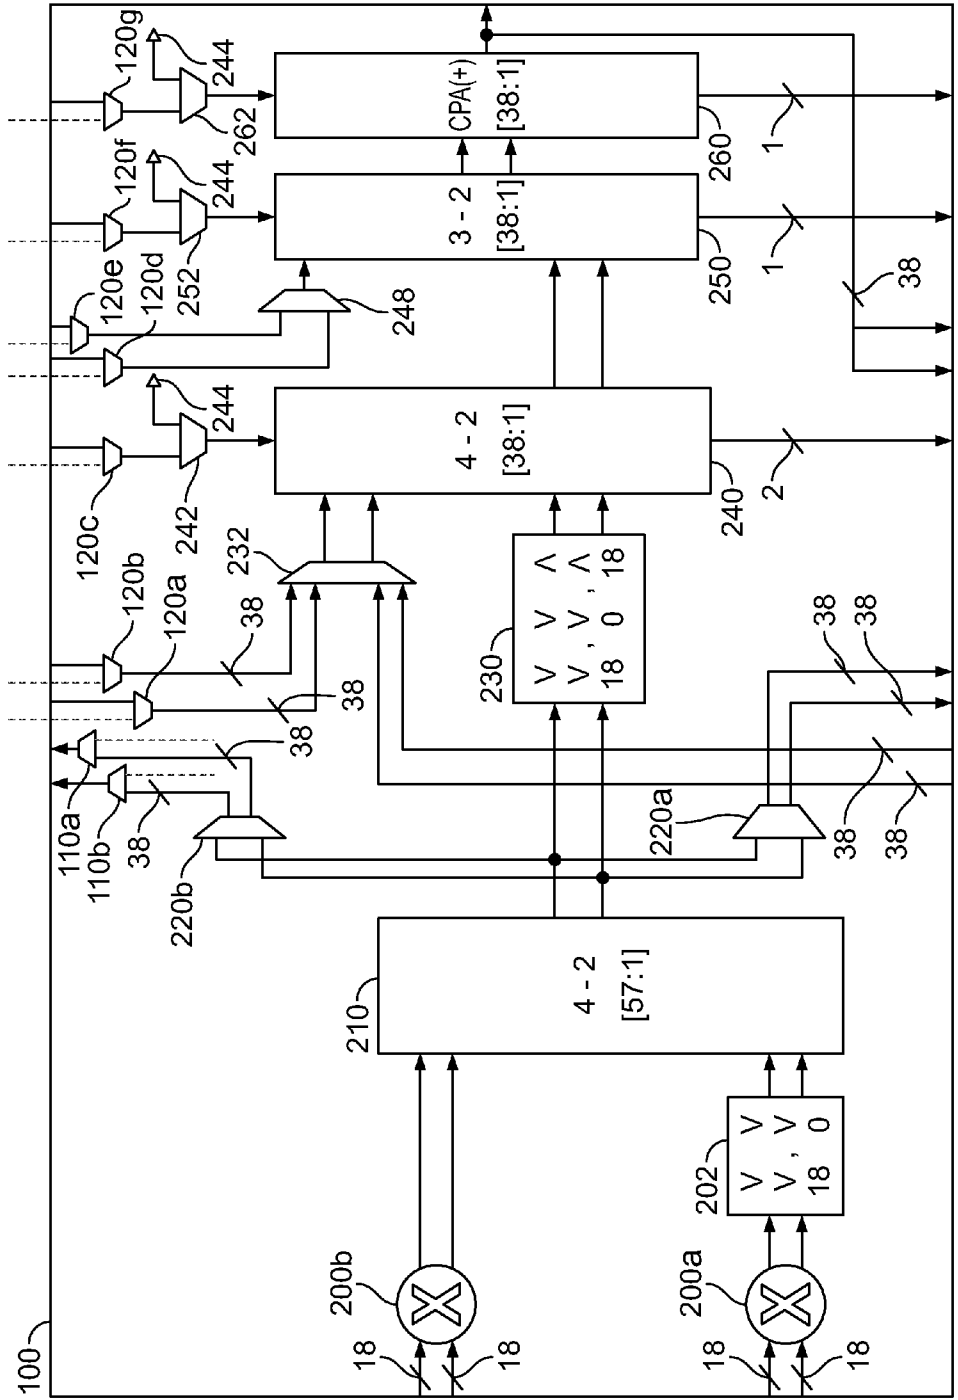 100
120g
120f
120e
120d
120c
120b
120a
110a
110b
244
244
244
262
252
242
248
232
CPA(+)
[38:1]
260
3 - 2
[38:1]
250
4 - 2
[38:1]
240
1
1
2
38
38
38
38
38
V V Λ
V , V , Λ
18 0 18
230
38
38
38
38
220b
220a
4 - 2
[57:1]
210
V V
V , V
18 0
202
200b
200a
18
18
18
18